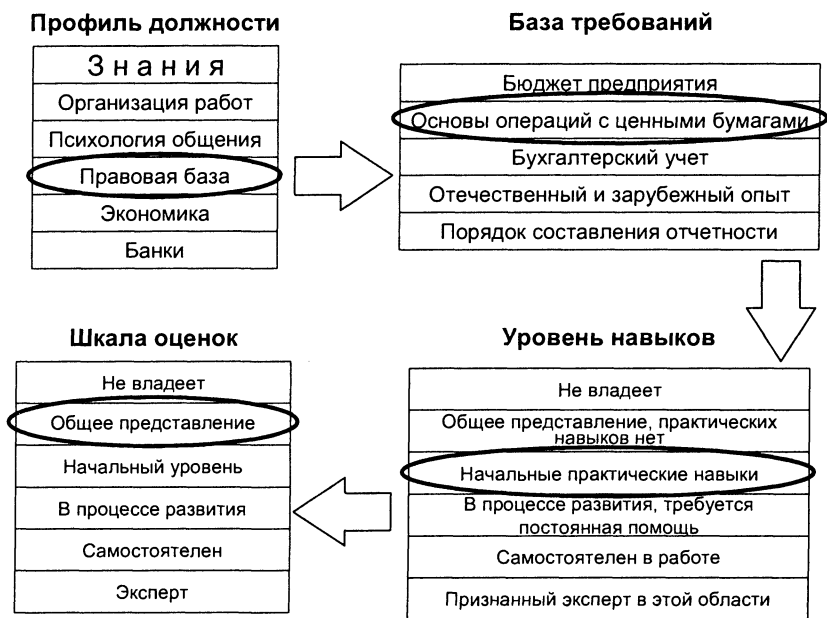 Профиль должности
Знания
Организация работ
Психология общения
Правовая база
Экономика
Банки
База требований
Бюджет предприятия
Основы операций с ценными бумагами
Бухгалтерский учет
Отечественный и зарубежный опыт
Порядок составления отчетности
Уровень навыков
Не владеет
Общее представление, практических
навыков нет
Начальные практические навыки
В процессе развития, требуется
постоянная помощь
Самостоятелен в работе
Признанный эксперт в этой области
Шкала оценок
Не владеет
Общее представление
Начальный уровень
В процессе развития
Самостоятелен
Эксперт